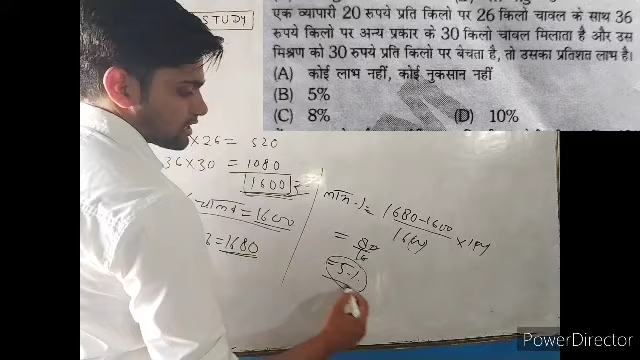 STUDY
एक व्यापारी 20 रुपये प्रति किलो पर 26 किलो चावल के साथ 36
रुपये किलो पर अन्य प्रकार के 30 किलो चावल मिलाता है और उस
मिश्रण को 30 रुपये प्रति किलो पर बेचता है, तो उसका प्रतिशत लाभ है।
(A) कोई लाभ नहीं, कोई नुकसान नहीं
(B) 5%
(C) 8% (D) 10%
× 26 = 520
36 × 30 = 1080
1600
= 1600
= 1680
1680-1600
1600 × 100
= 80
16
= 5%
PowerDirector